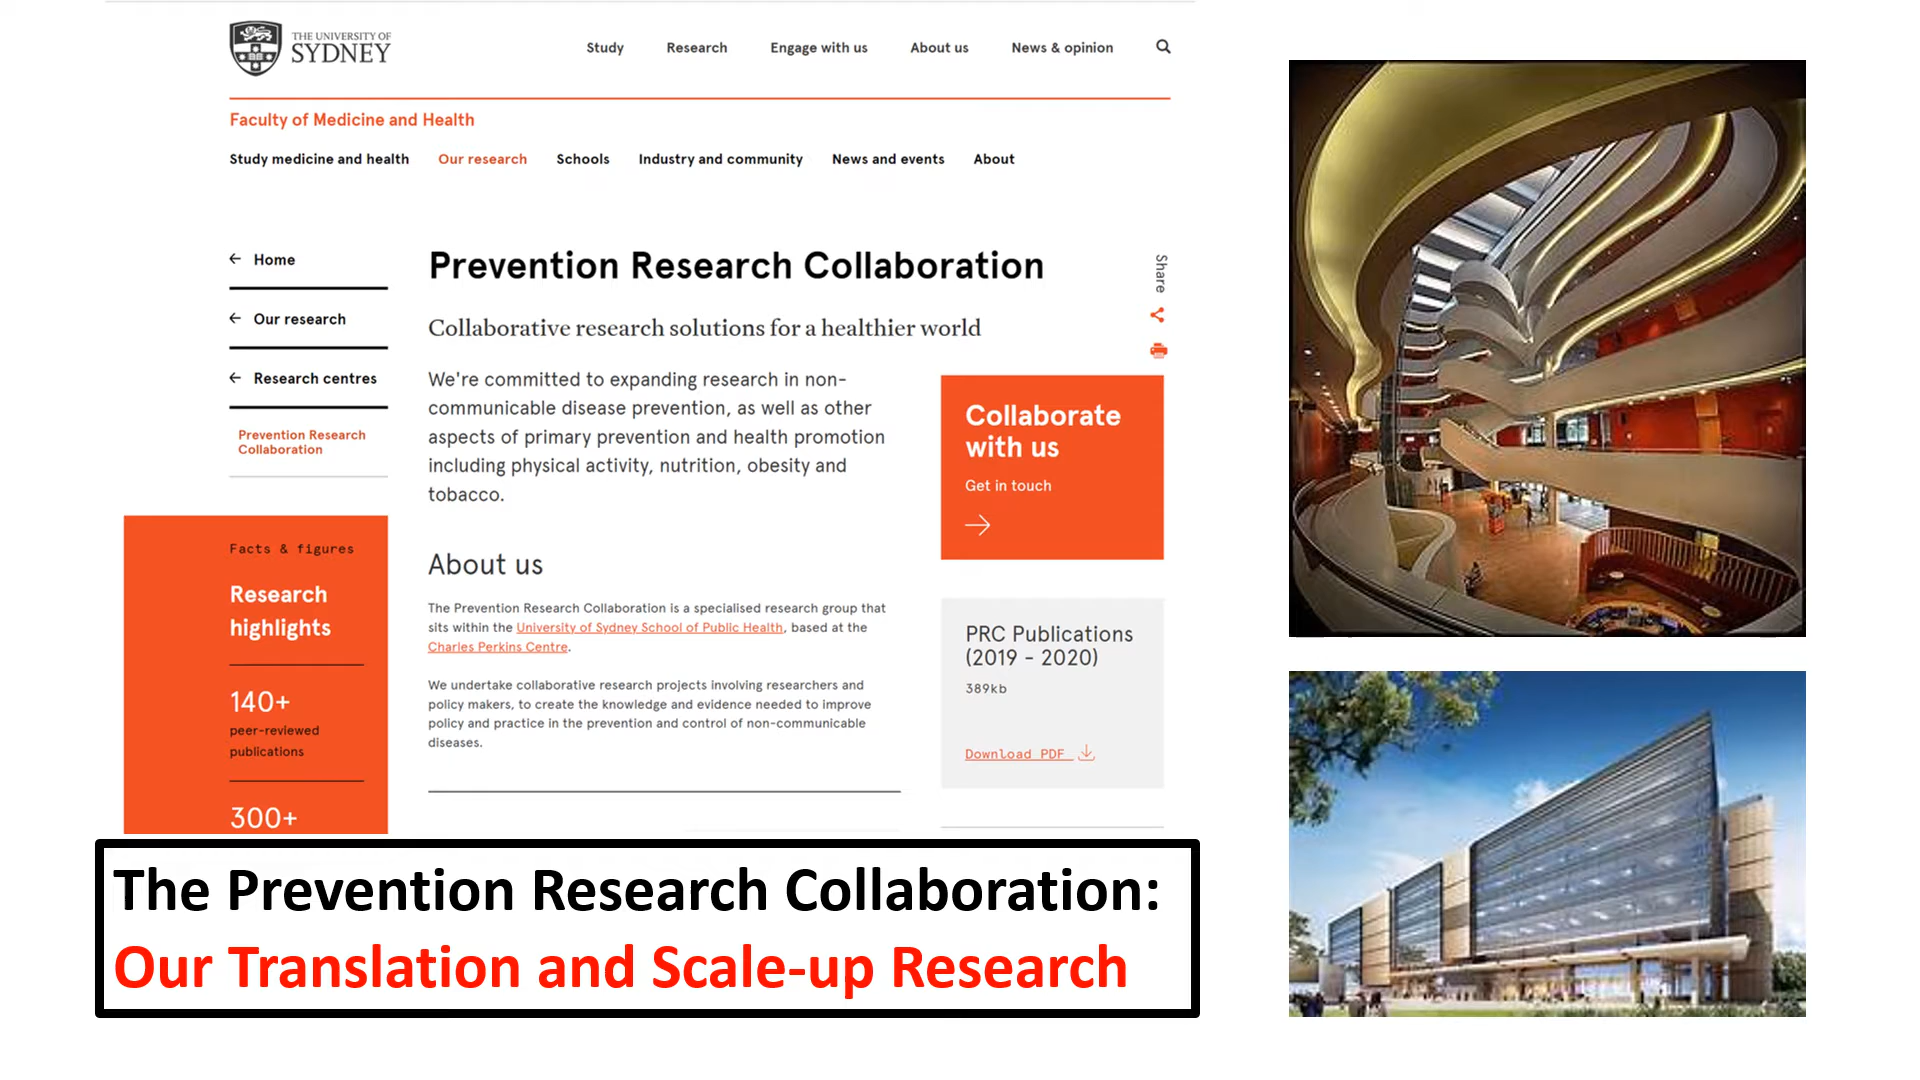 THE UNIVERSITY OF
SYDNEY
Study
Research
Engage with us
About us
News & opinion
Faculty of Medicine and Health
Study medicine and health
Our research
Schools
Industry and community
News and events
About
Home
Our research
Research centres
Prevention Research
Collaboration
Facts & figures
Research
highlights
140+
peer-reviewed
publications
300+
Prevention Research Collaboration
Collaborative research solutions for a healthier world
We're committed to expanding research in non-
communicable disease prevention, as well as other
aspects of primary prevention and health promotion
including physical activity, nutrition, obesity and
tobacco.
About us
The Prevention Research Collaboration is a specialised research group that
sits within the University of Sydney School of Public Health, based at the
Charles Perkins Centre.
We undertake collaborative research projects involving researchers and
policy makers, to create the knowledge and evidence needed to improve
policy and practice in the prevention and control of non-communicable
diseases.
Share
Collaborate
with us
Get in touch
PRC Publications
(2019 - 2020)
389kb
Download PDF
The Prevention Research Collaboration:
Our Translation and Scale-up Research